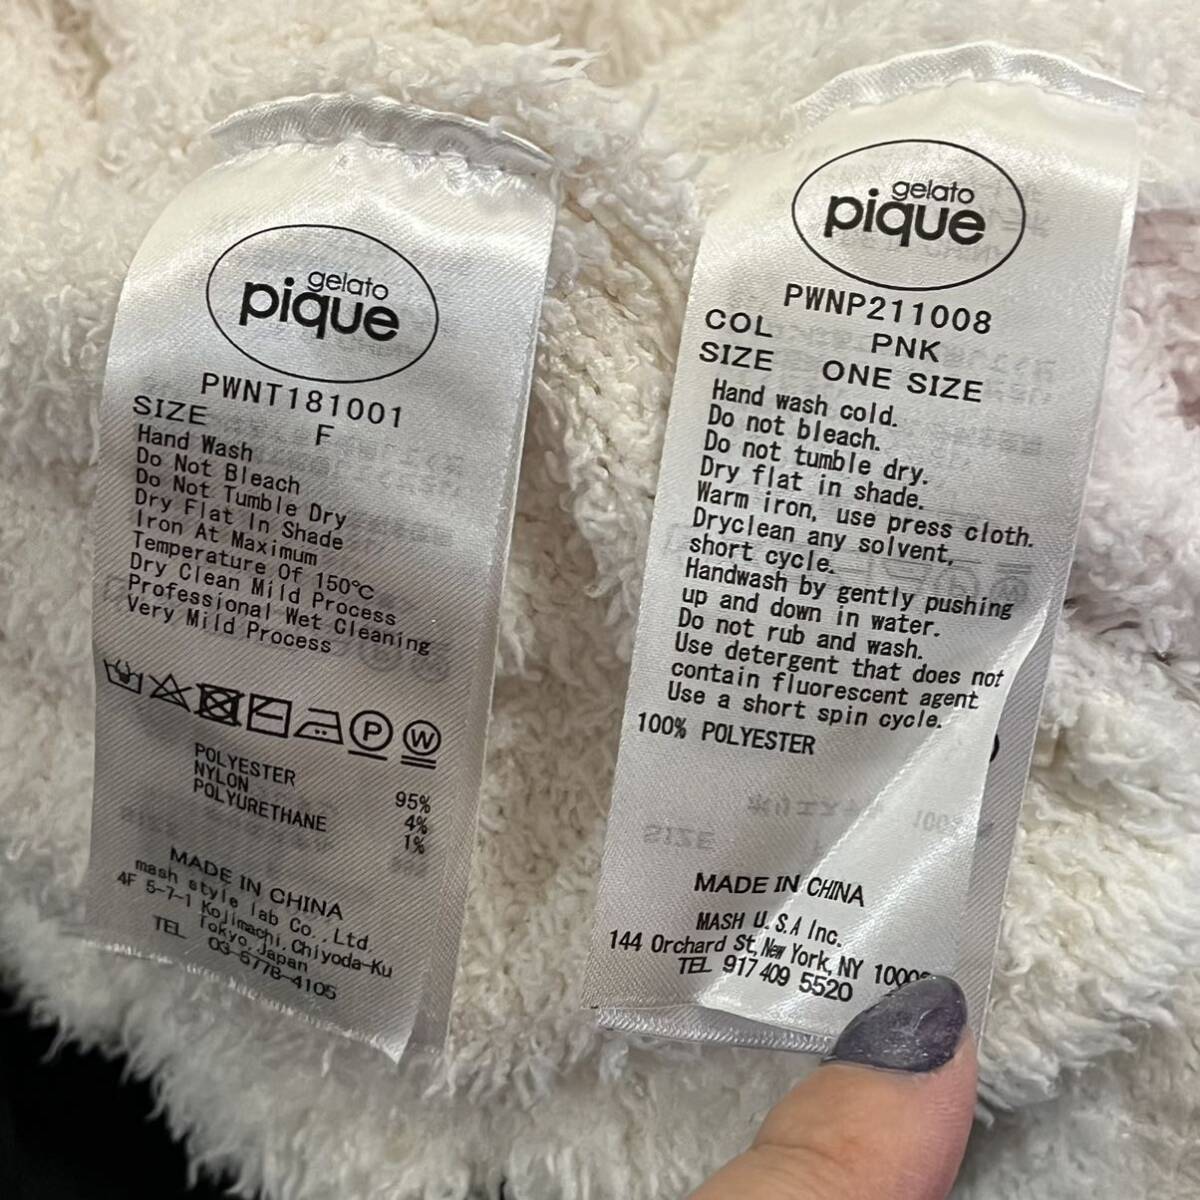 gelato
pique
PWNT181001
SIZE F
Hand Wash
Do Not Bleach
Do Not Tumble Dry
Dry Flat In Shade
Iron At Maximum
Temperature Of 150℃
Dry Clean Mild Process
Professional Wet Cleaning
Very Mild Process
P W
POLYESTER 95%
NYLON 4%
POLYURETHANE 1%
MADE IN CHINA
mash style lab Co.,Ltd.
4F 5-7-1 Kojimachi,Chiyoda-Ku
Tokyo,Japan
TEL 03-5778-4105
gelato
pique
PWNP211008
COL PNK
SIZE ONE SIZE
Hand wash cold.
Do not bleach.
Do not tumble dry.
Dry flat in shade.
Warm iron, use press cloth.
Dryclean any solvent,
short cycle.
Handwash by gently pushing
up and down in water.
Do not rub and wash.
Use detergent that does not
contain fluorescent agent
Use a short spin cycle.
100% POLYESTER
SIZE
MADE IN CHINA
MASH U.S.A Inc.
144 Orchard St,New York,NY
TEL 917 409 5520